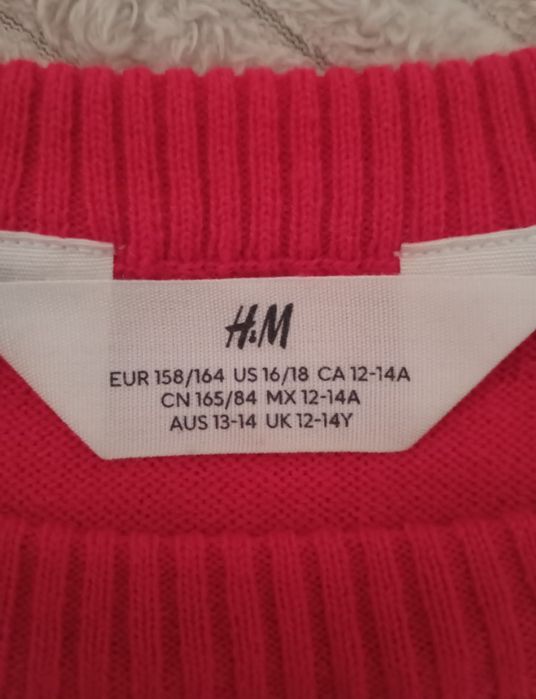 H&M
EUR 158/164 US 16/18 CA 12-14A
CN 165/84 MX 12-14A
AUS 13-14 UK 12-14Y